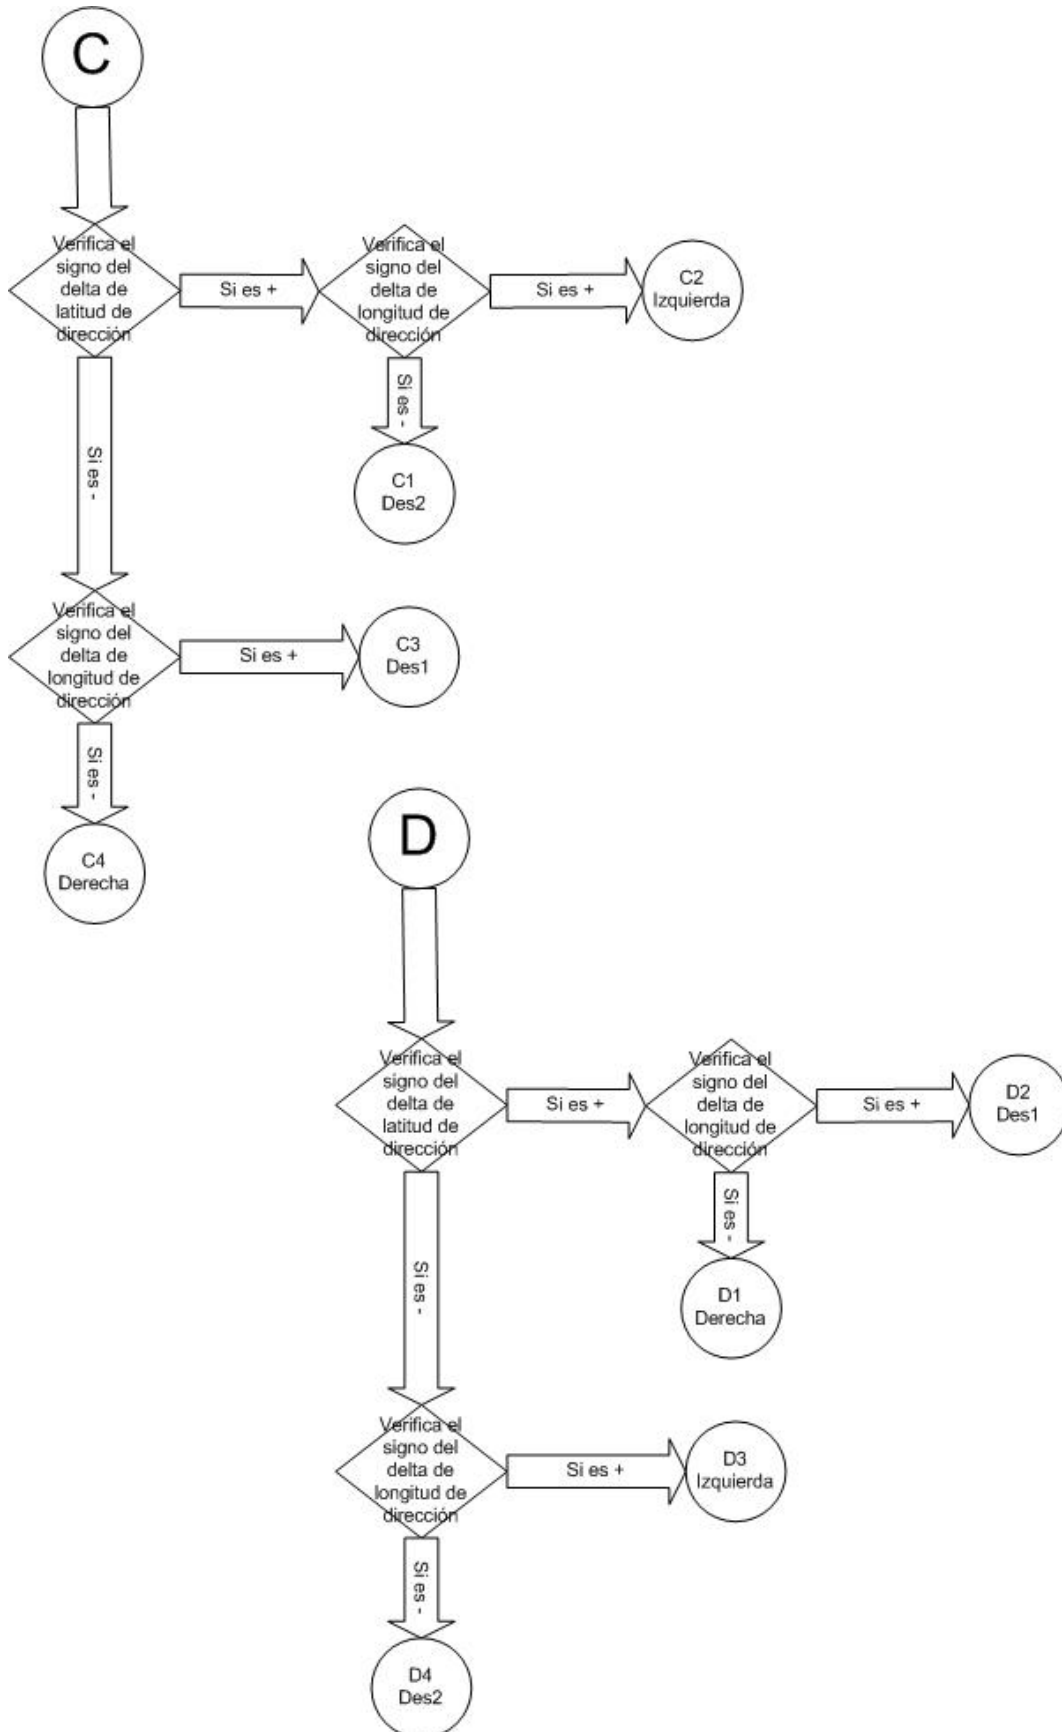 C
Verifica el
signo del
delta de
latitud de
dirección
Si es +
Verifica el
signo del
delta de
longitud de
dirección
Si es +
C2
Izquierda
Si es -
C1
Des2
Si es -
Verifica el
signo del
delta de
longitud de
dirección
Si es +
C3
Des1
Si es -
C4
Derecha
D
Verifica el
signo del
delta de
latitud de
dirección
Si es +
Verifica el
signo del
delta de
longitud de
dirección
Si es +
D2
Des1
Si es -
D1
Derecha
Si es -
Verifica el
signo del
delta de
longitud de
dirección
Si es +
D3
Izquierda
Si es -
D4
Des2